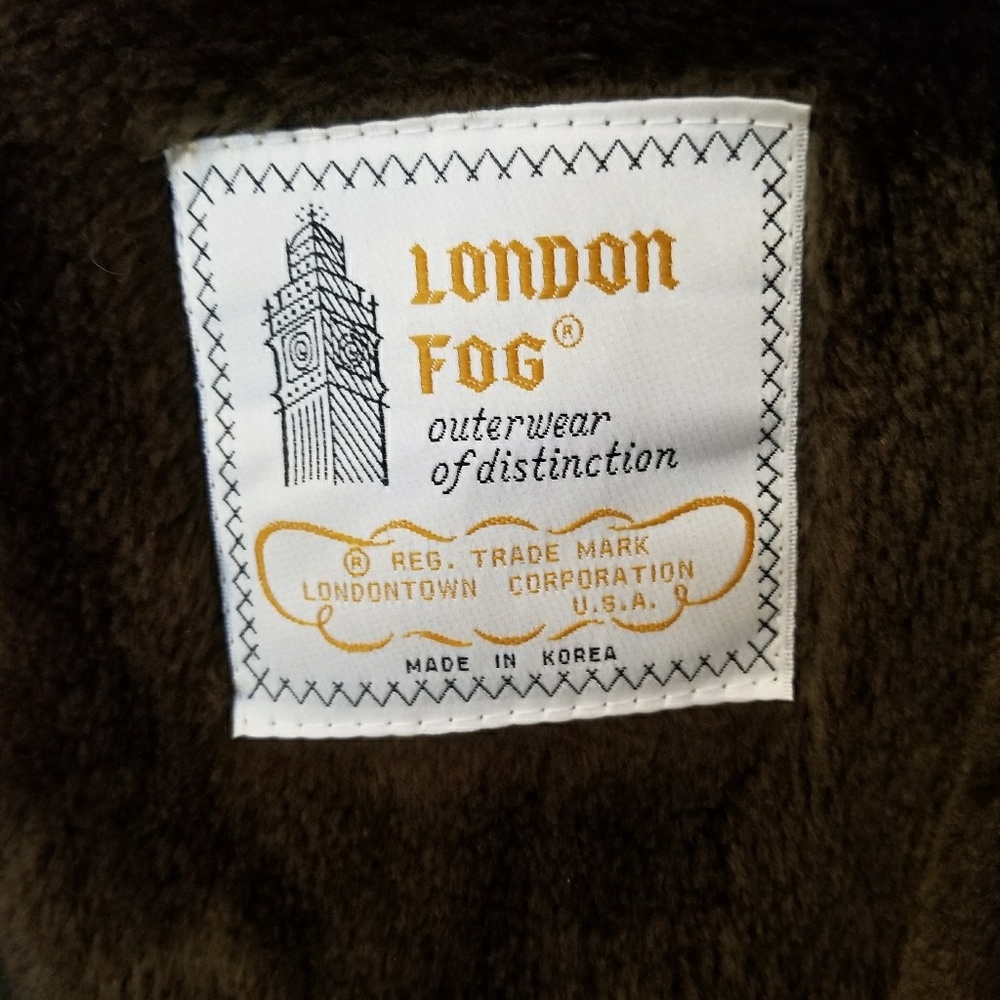 LONDON
FOG®
outerwear
of distinction
® REG. TRADE MARK
LONDONTOWN CORPORATION
U.S.A.
MADE IN KOREA